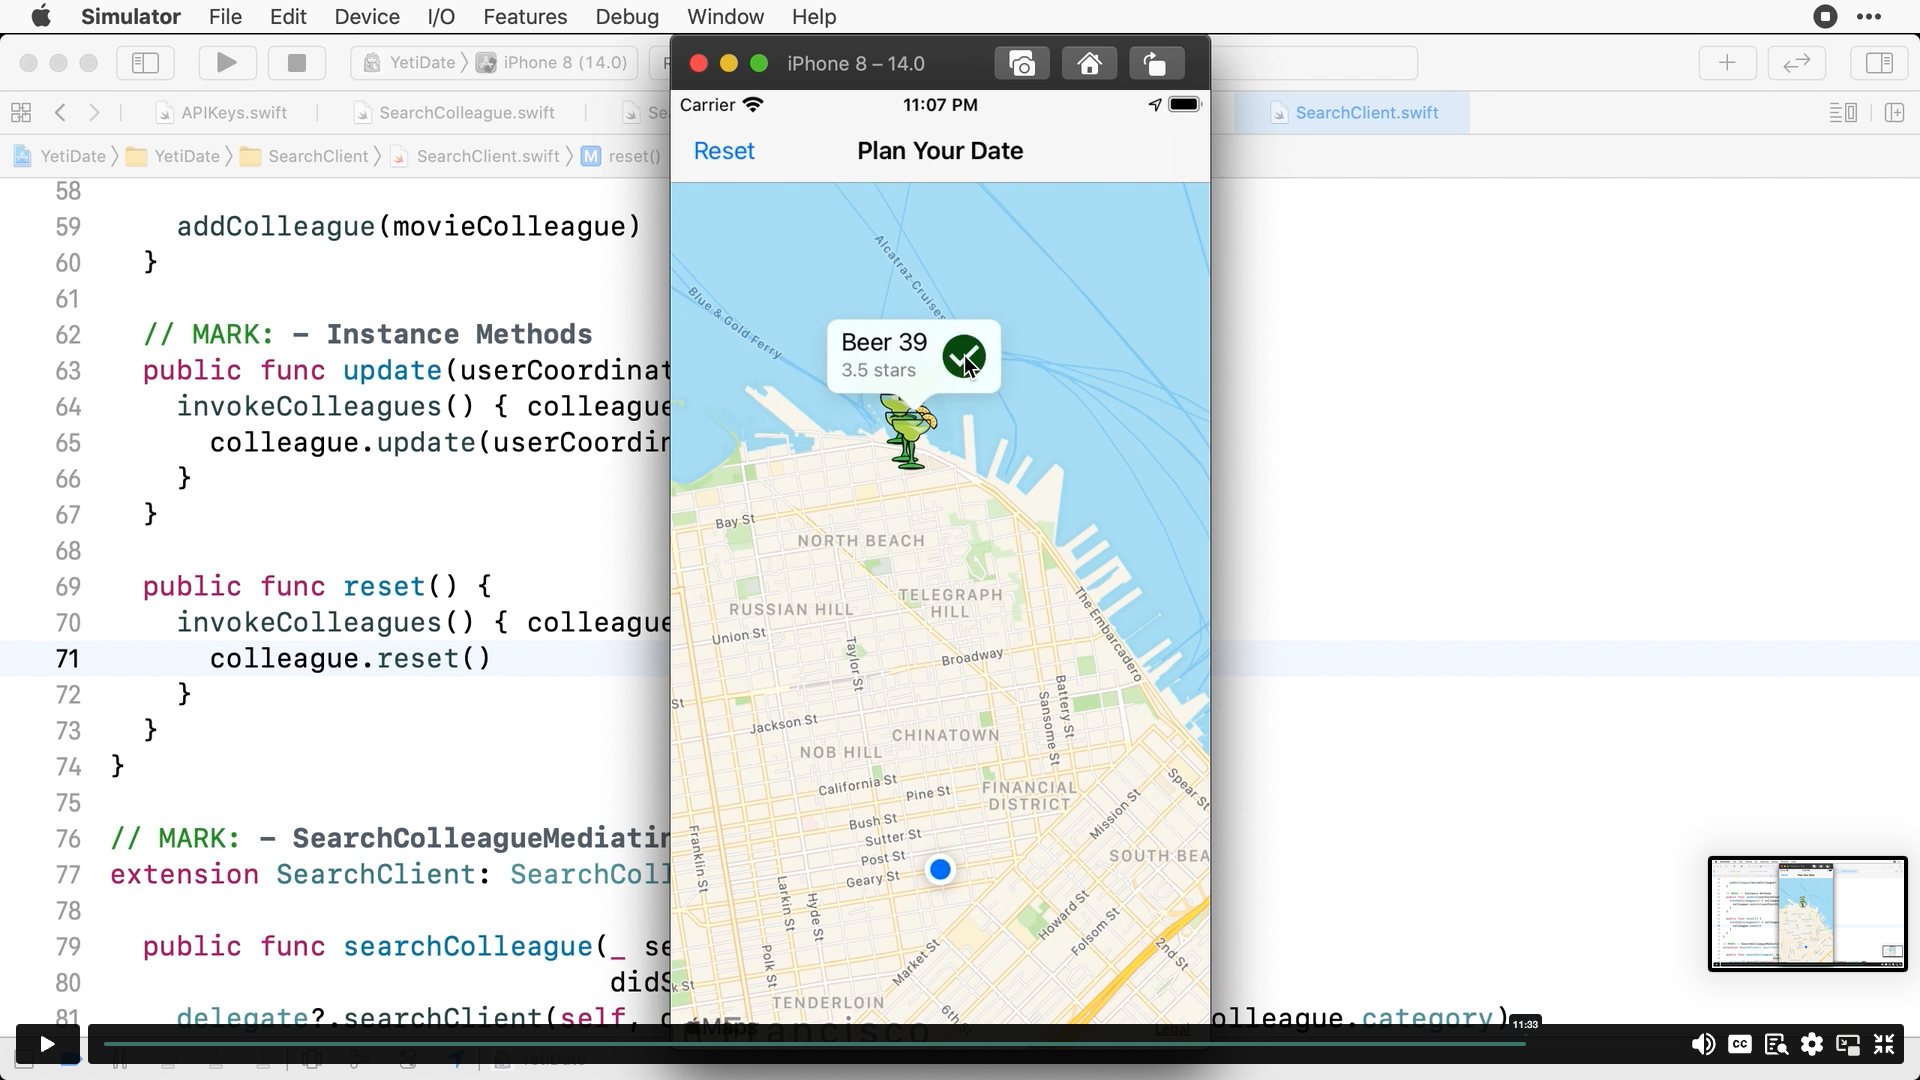 Simulator File Edit Device I/O Features Debug Window Help
YetiDate iPhone 8 (14.0)
iPhone 8 – 14.0
APIKeys.swift SearchColleague.swift Se SearchClient.swift
YetiDate YetiDate SearchClient SearchClient.swift M reset()
Carrier 11:07 PM
Reset Plan Your Date
58
59 addColleague(movieColleague)
60 }
61
62 // MARK: - Instance Methods
63 public func update(userCoordinat
64 invokeColleagues() { colleague
65 colleague.update(userCoordin
66 }
67 }
68
69 public func reset() {
70 invokeColleagues() { colleague
71 colleague.reset()
72 }
73 }
74 }
75
76 // MARK: - SearchColleagueMediatin
77 extension SearchClient: SearchColl
78
79 public func searchColleague(_ se
80 didS
81 delegate?.searchClient(self, c olleague.category)
Alcatraz Cruises
Blue & Gold Ferry
Beer 39
3.5 stars
Bay St
NORTH BEACH
TELEGRAPH
HILL
RUSSIAN HILL
The Embarcadero
Union St
Taylor St
Broadway
Battery St
Sansome St
St
Jackson St
CHINATOWN
NOB HILL
California St
FINANCIAL
DISTRICT
Pine St
Spear St
Mission St
Bush St
Sutter St
Franklin St
Post St
SOUTH BEA
Geary St
Larkin St
Hyde St
Howard St
Folsom St
Polk St
Market St
2nd St
k St
TENDERLOIN
6th St
Maps
Francisco
Legal
11:33
CC
YetiDate